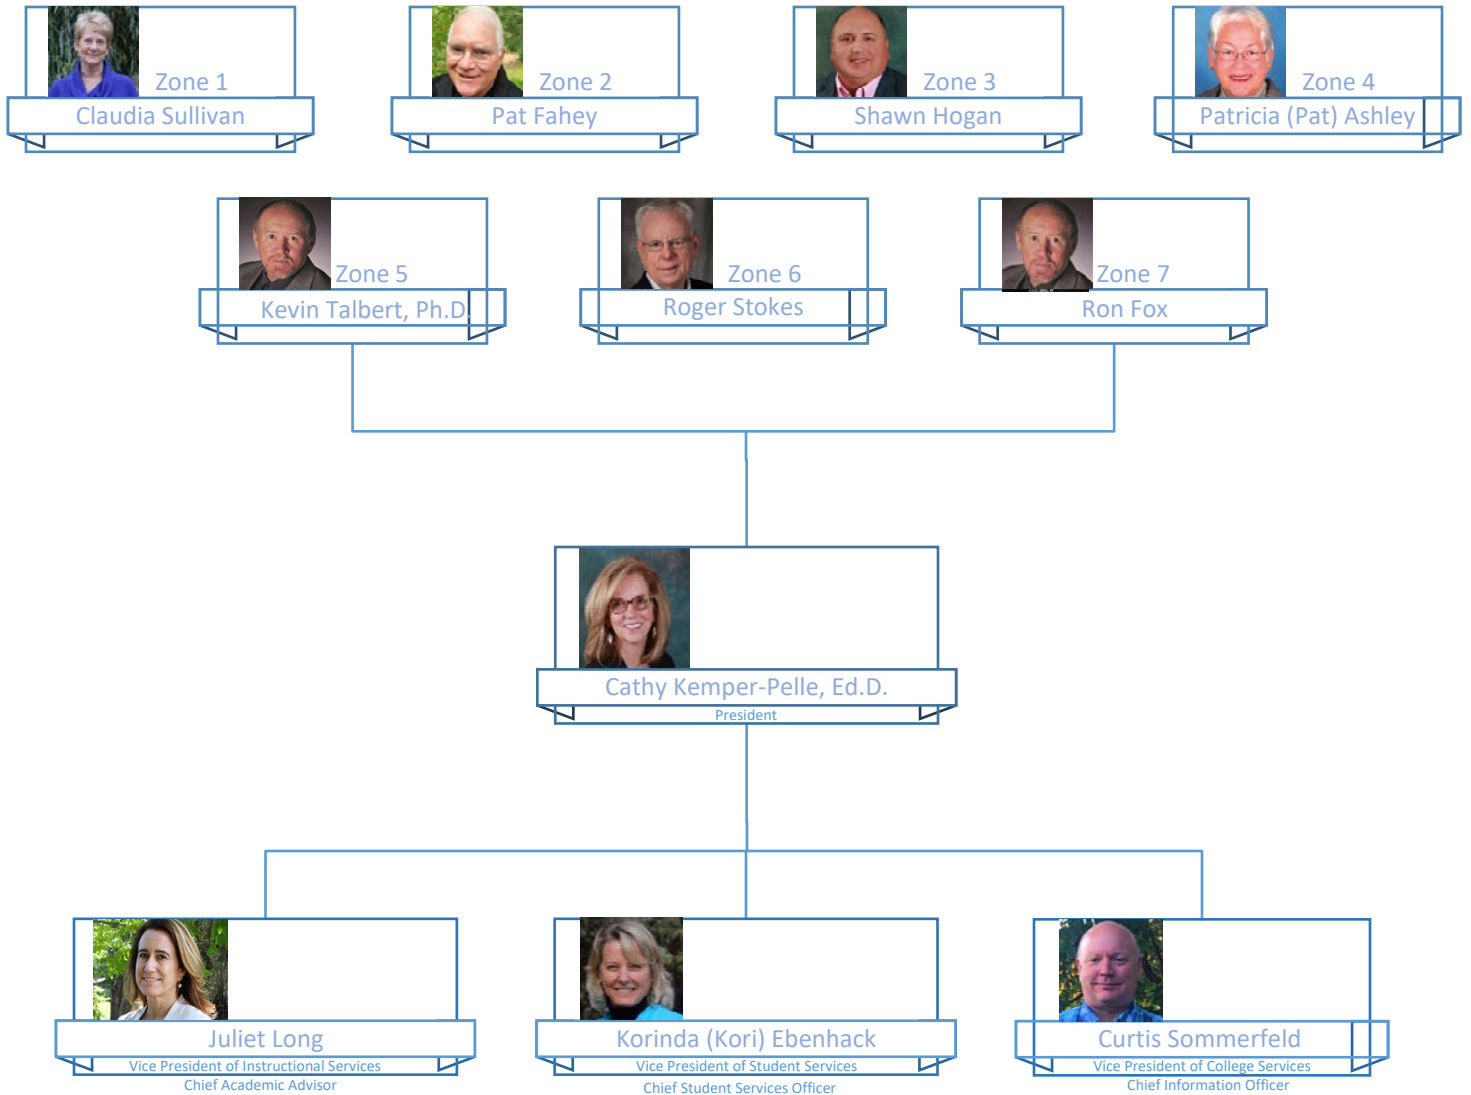 Zone 1
Claudia Sullivan
Zone 2
Pat Fahey
Zone 3
Shawn Hogan
Zone 4
Patricia (Pat) Ashley
Zone 5
Kevin Talbert, Ph.D.
Zone 6
Roger Stokes
Zone 7
Ron Fox
Cathy Kemper-Pelle, Ed.D.
President
Juliet Long
Vice President of Instructional Services
Chief Academic Advisor
Korinda (Kori) Ebenhack
Vice President of Student Services
Chief Student Services Officer
Curtis Sommerfeld
Vice President of College Services
Chief Information Officer